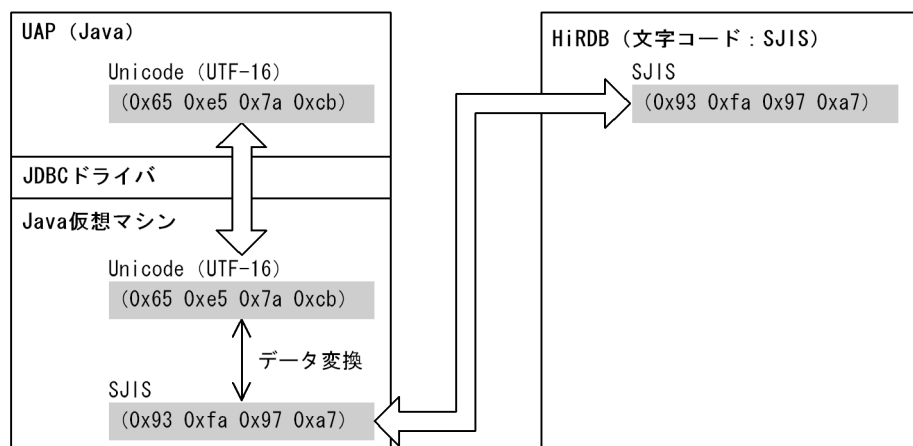 UAP（Java）
Unicode（UTF-16）
（0x65 0xe5 0x7a 0xcb）
JDBCドライバ
Java仮想マシン
Unicode（UTF-16）
（0x65 0xe5 0x7a 0xcb）
データ変換
SJIS
（0x93 0xfa 0x97 0xa7）
HiRDB（文字コード：SJIS）
SJIS
（0x93 0xfa 0x97 0xa7）